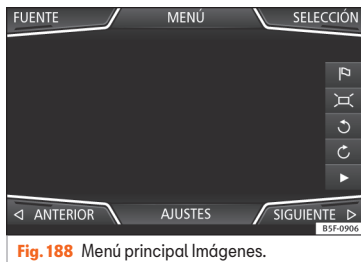 FUENTE MENÚ SELECCIÓN
ANTERIOR AJUSTES SIGUIENTE
B5F-0906
Fig. 188 Menú principal Imágenes.